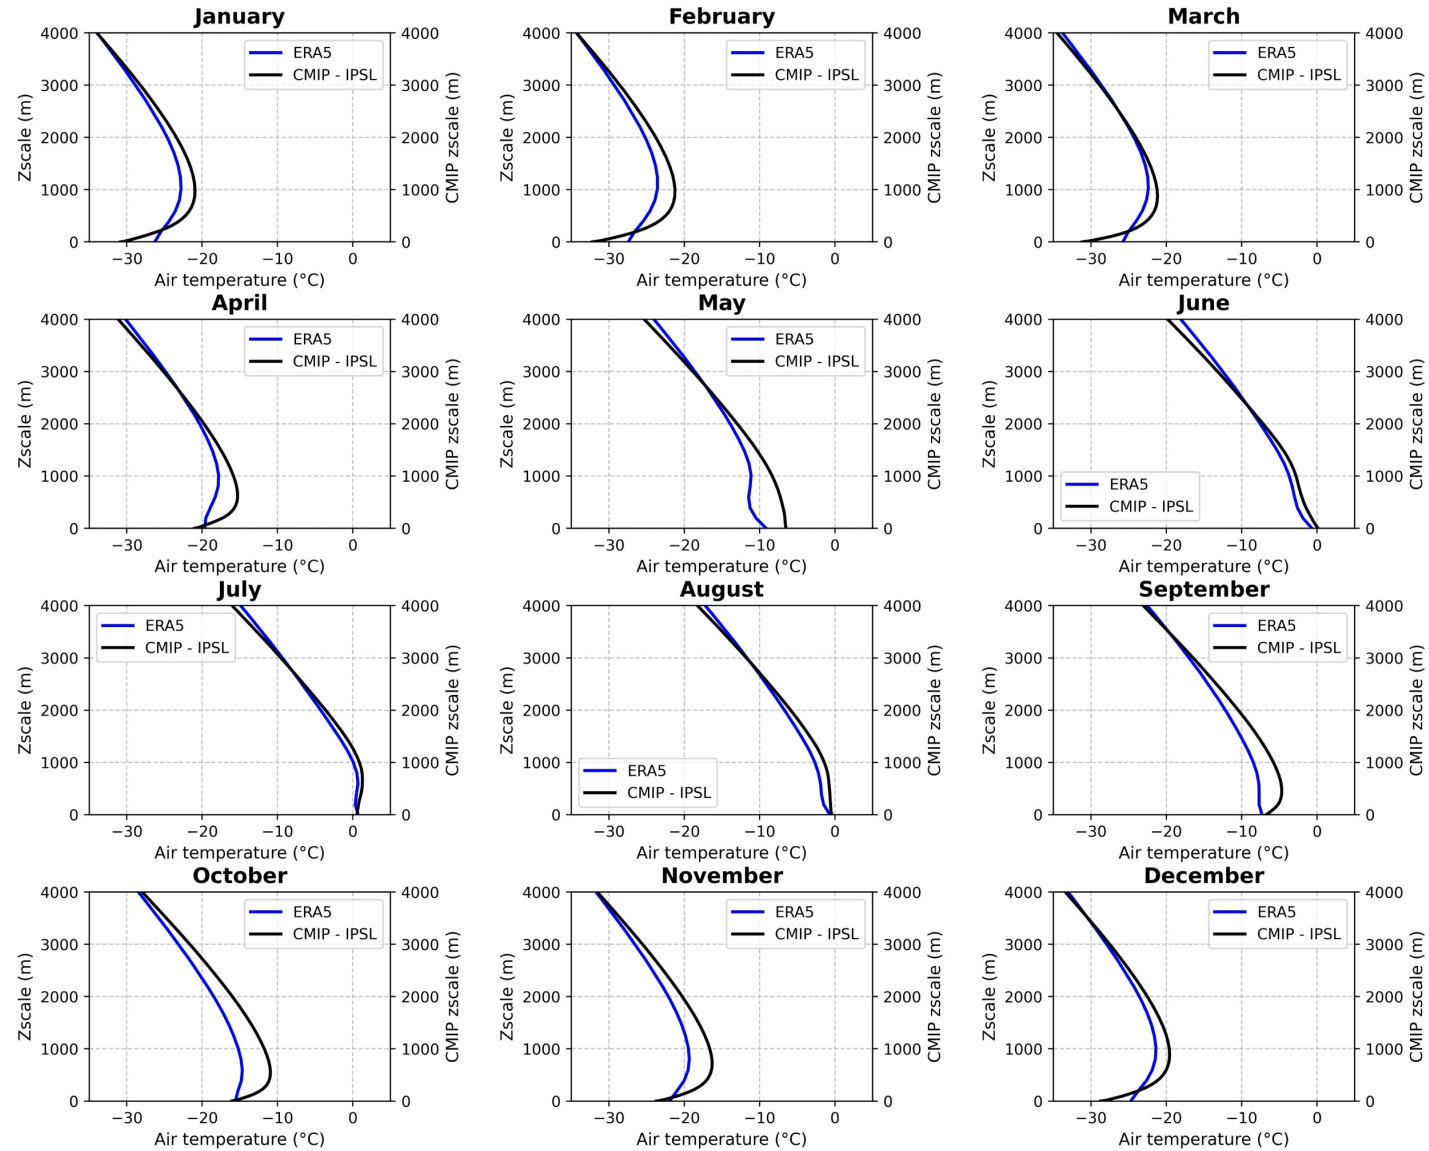 January February March
4000 4000 4000 4000 4000 4000
ERA5 ERA5 ERA5
CMIP - IPSL CMIP - IPSL CMIP - IPSL
3000 3000 3000 3000 3000 3000
Zscale (m) CMIP zscale (m) Zscale (m) CMIP zscale (m) Zscale (m) CMIP zscale (m)
2000 2000 2000 2000 2000 2000
1000 1000 1000 1000 1000 1000
0 0 0 0 0 0
−30 −20 −10 0 −30 −20 −10 0 −30 −20 −10 0
Air temperature (°C) Air temperature (°C) Air temperature (°C)
April May June
4000 4000 4000 4000 4000 4000
ERA5 ERA5
CMIP - IPSL CMIP - IPSL
3000 3000 3000 3000 3000 3000
Zscale (m) CMIP zscale (m) Zscale (m) CMIP zscale (m) Zscale (m) CMIP zscale (m)
2000 2000 2000 2000 2000 2000
1000 1000 1000 1000 1000 1000
ERA5
CMIP - IPSL
0 0 0 0 0 0
−30 −20 −10 0 −30 −20 −10 0 −30 −20 −10 0
Air temperature (°C) Air temperature (°C) Air temperature (°C)
July August September
4000 4000 4000 4000 4000 4000
ERA5 ERA5
CMIP - IPSL CMIP - IPSL
3000 3000 3000 3000 3000 3000
Zscale (m) CMIP zscale (m) Zscale (m) CMIP zscale (m) Zscale (m) CMIP zscale (m)
2000 2000 2000 2000 2000 2000
1000 1000 1000 1000 1000 1000
ERA5
CMIP - IPSL
0 0 0 0 0 0
−30 −20 −10 0 −30 −20 −10 0 −30 −20 −10 0
Air temperature (°C) Air temperature (°C) Air temperature (°C)
October November December
4000 4000 4000 4000 4000 4000
ERA5 ERA5 ERA5
CMIP - IPSL CMIP - IPSL CMIP - IPSL
3000 3000 3000 3000 3000 3000
Zscale (m) CMIP zscale (m) Zscale (m) CMIP zscale (m) Zscale (m) CMIP zscale (m)
2000 2000 2000 2000 2000 2000
1000 1000 1000 1000 1000 1000
0 0 0 0 0 0
−30 −20 −10 0 −30 −20 −10 0 −30 −20 −10 0
Air temperature (°C) Air temperature (°C) Air temperature (°C)